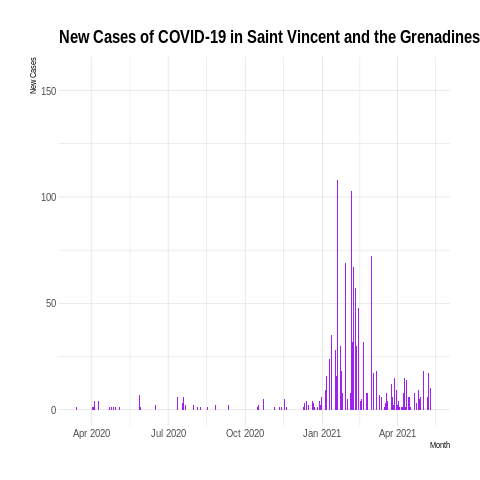 New Cases of COVID-19 in Saint Vincent and the Grenadines
New Cases
150
100
50
0
Apr 2020 Jul 2020 Oct 2020 Jan 2021 Apr 2021
Month